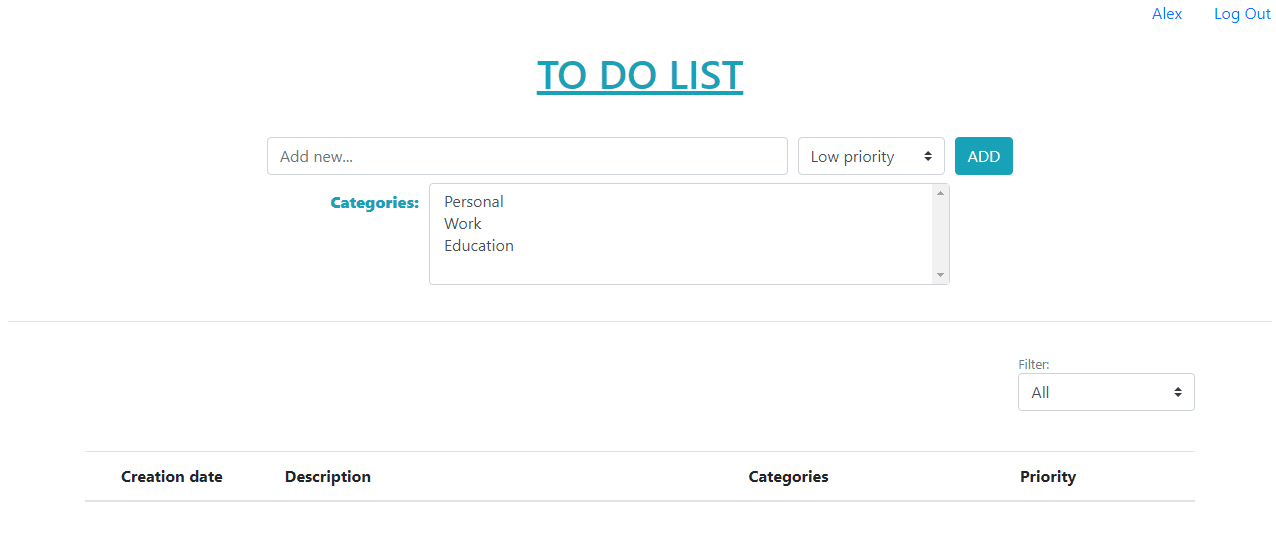 Alex Log Out
TO DO LIST
Add new... Low priority ADD
Categories: Personal
Work
Education
Filter:
All
Creation date Description Categories Priority